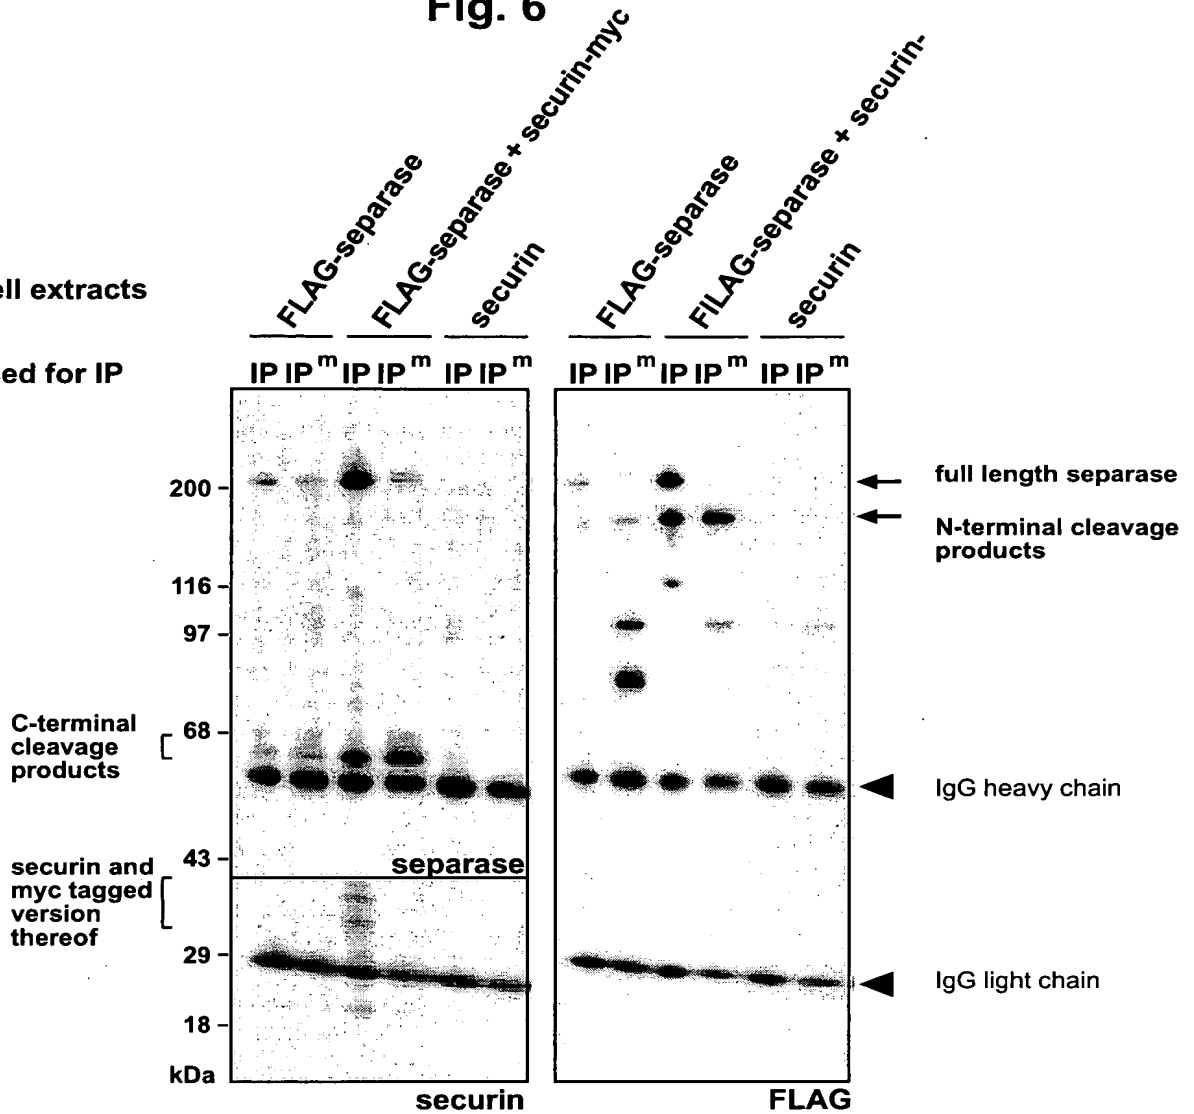 Fig. 6
FLAG-separase
FLAG-separase + securin-myc
securin
FLAG-separase
FILAG-separase + securin-
securin
ell extracts
ed for IP
IP IP m IP IP m IP IP m
IP IP m IP IP m IP IP m
200
116
97
68
43
29
18
kDa
C-terminal
cleavage
products
securin and
myc tagged
version
thereof
separase
securin
FLAG
full length separase
N-terminal cleavage
products
IgG heavy chain
IgG light chain